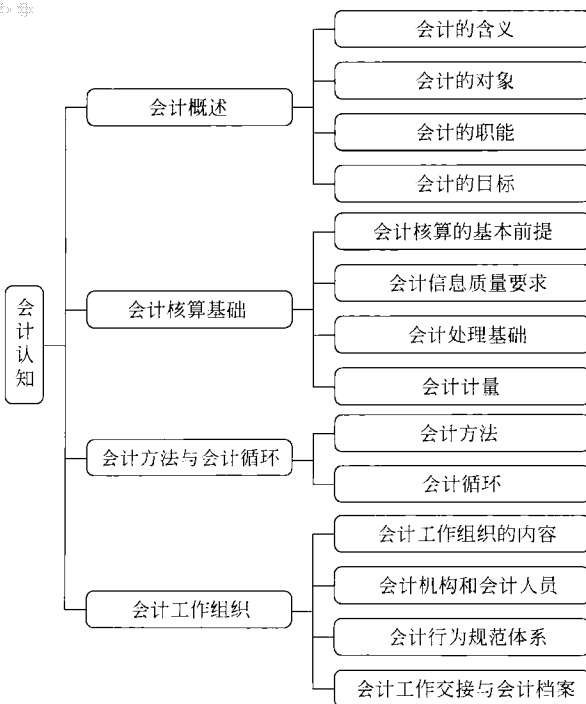 会计认知
会计概述
会计的含义
会计的对象
会计的职能
会计的目标
会计核算基础
会计核算的基本前提
会计信息质量要求
会计处理基础
会计计量
会计方法与会计循环
会计方法
会计循环
会计工作组织
会计工作组织的内容
会计机构和会计人员
会计行为规范体系
会计工作交接与会计档案